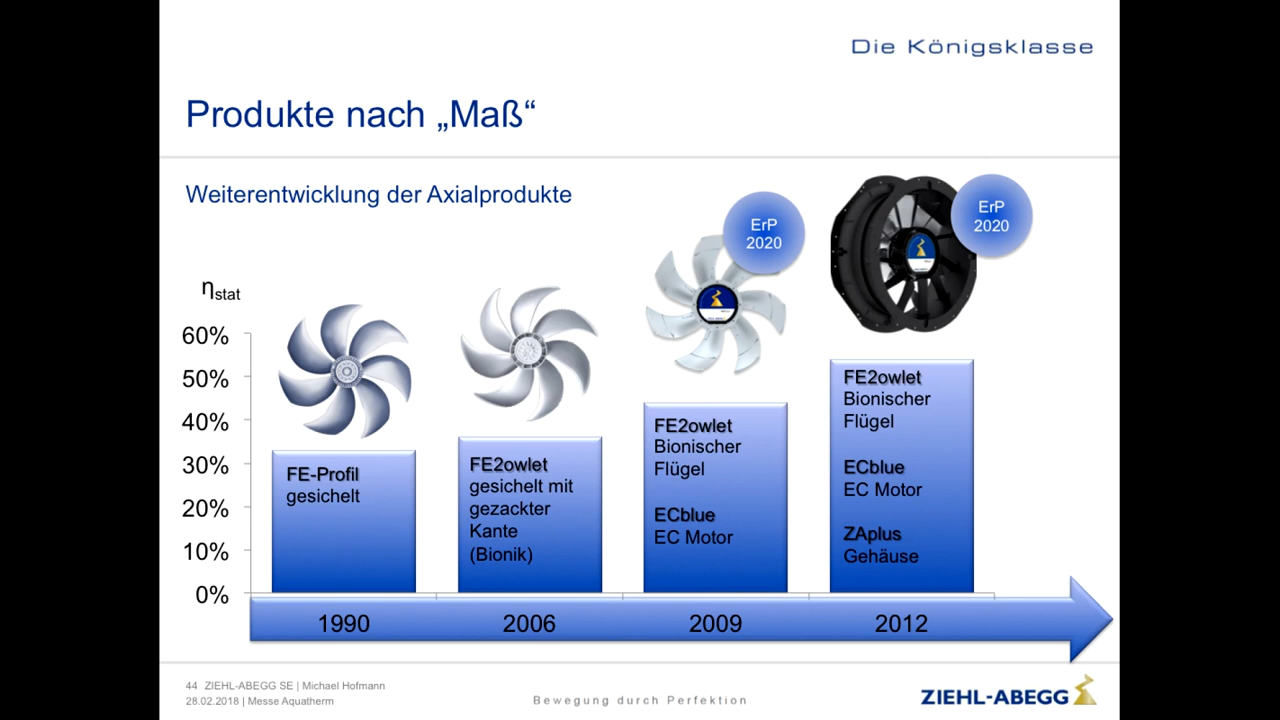 Die Königsklasse
Produkte nach „Maß“
Weiterentwicklung der Axialprodukte
ErP
2020
ErP
2020
ηstat
60%
50%
40%
30%
20%
10%
0%
FE-Profil
gesichelt
FE2owlet
gesichelt mit
gezackter
Kante
(Bionik)
FE2owlet
Bionischer
Flügel
ECblue
EC Motor
FE2owlet
Bionischer
Flügel
ECblue
EC Motor
ZAplus
Gehäuse
1990
2006
2009
2012
44 ZIEHL-ABEGG SE | Michael Hofmann
28.02.2018 | Messe Aquatherm
Bewegung durch Perfektion
ZIEHL-ABEGG